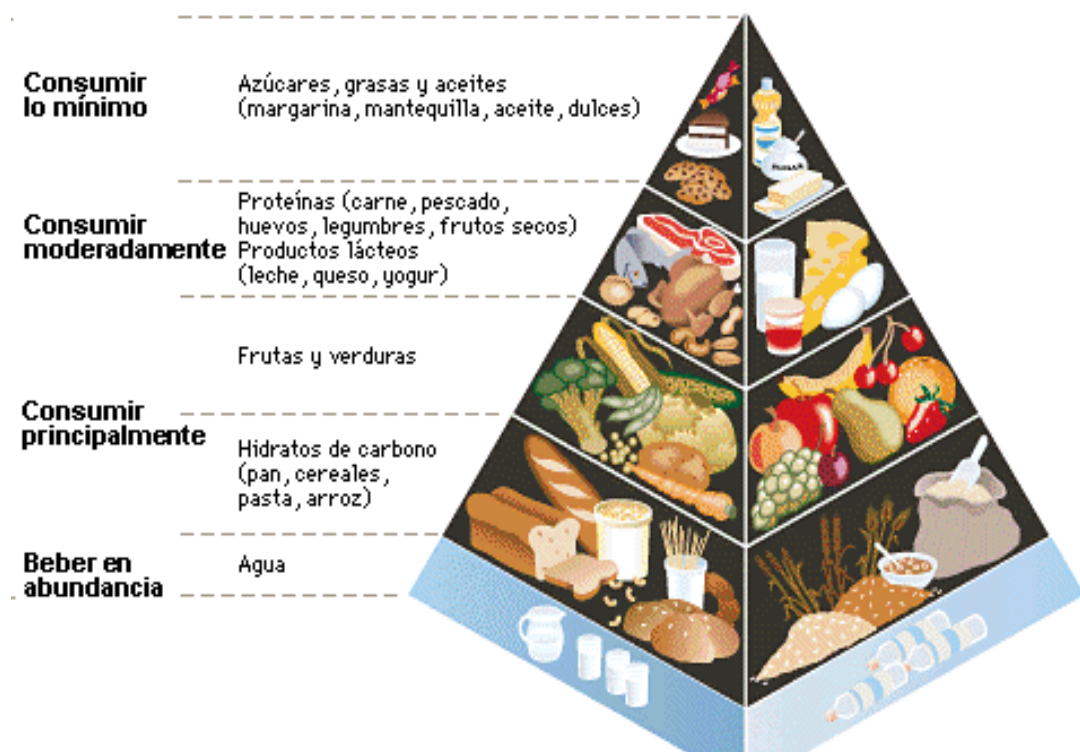 Consumir
lo mínimo
Azúcares, grasas y aceites
(margarina, mantequilla, aceite, dulces)
Consumir
moderadamente
Proteínas (carne, pescado,
huevos, legumbres, frutos secos)
Productos lácteos
(leche, queso, yogur)
Frutas y verduras
Consumir
principalmente
Hidratos de carbono
(pan, cereales,
pasta, arroz)
Beber en
abundancia
Agua